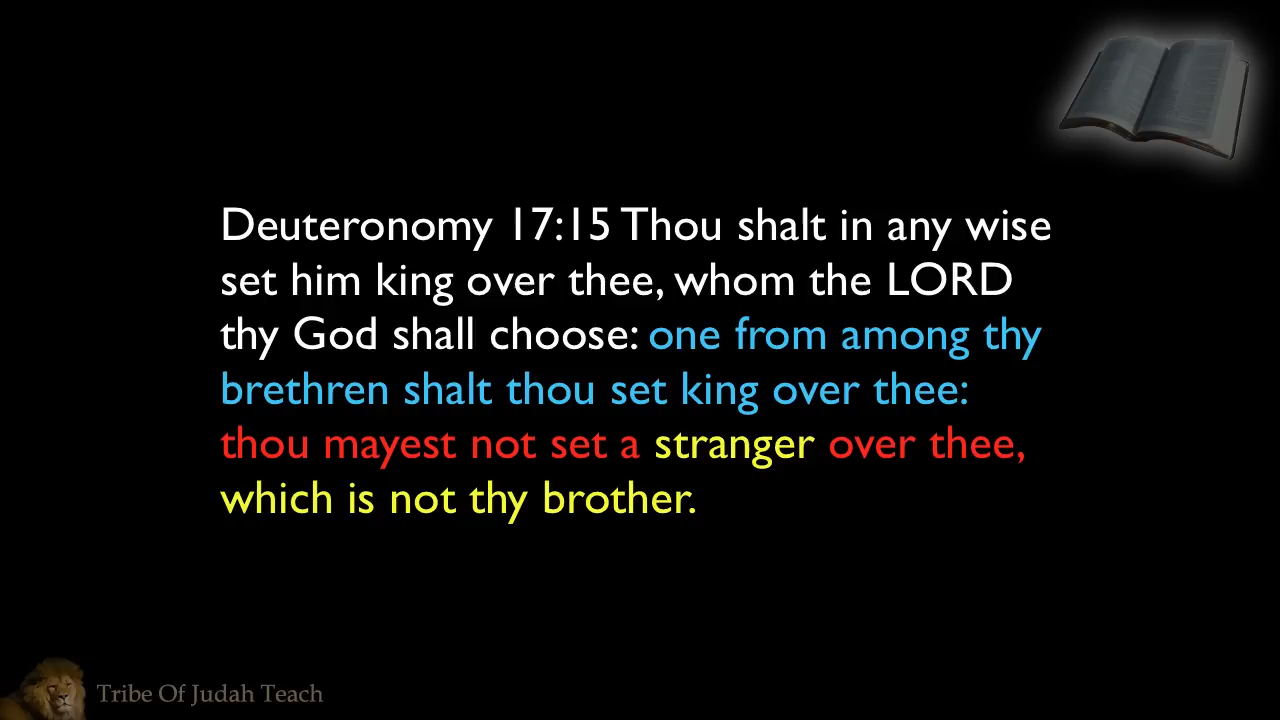 Deuteronomy 17:15 Thou shalt in any wise
set him king over thee, whom the LORD
thy God shall choose: one from among thy
brethren shalt thou set king over thee:
thou mayest not set a stranger over thee,
which is not thy brother.
Tribe Of Judah Teach